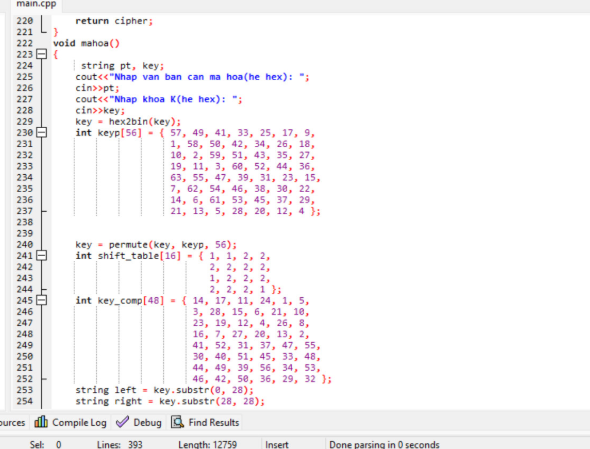 main.cpp
220 return cipher;
221 }
222 void mahoa()
223 {
224 string pt, key;
225 cout<<"Nhap van ban can ma hoa(he hex): ";
226 cin>>pt;
227 cout<<"Nhap khoa K(he hex): ";
228 cin>>key;
229 key = hex2bin(key);
230 int keyp[56] = { 57, 49, 41, 33, 25, 17, 9,
231 1, 58, 50, 42, 34, 26, 18,
232 10, 2, 59, 51, 43, 35, 27,
233 19, 11, 3, 60, 52, 44, 36,
234 63, 55, 47, 39, 31, 23, 15,
235 7, 62, 54, 46, 38, 30, 22,
236 14, 6, 61, 53, 45, 37, 29,
237 21, 13, 5, 28, 20, 12, 4 };
238
239
240 key = permute(key, keyp, 56);
241 int shift_table[16] = { 1, 1, 2, 2,
242 2, 2, 2, 2,
243 1, 2, 2, 2,
244 2, 2, 2, 1 };
245 int key_comp[48] = { 14, 17, 11, 24, 1, 5,
246 3, 28, 15, 6, 21, 10,
247 23, 19, 12, 4, 26, 8,
248 16, 7, 27, 20, 13, 2,
249 41, 52, 31, 37, 47, 55,
250 30, 40, 51, 45, 33, 48,
251 44, 49, 39, 56, 34, 53,
252 46, 42, 50, 36, 29, 32 };
253 string left = key.substr(0, 28);
254 string right = key.substr(28, 28);
ources Compile Log Debug Find Results
Sel: 0 Lines: 393 Length: 12759 Insert Done parsing in 0 seconds